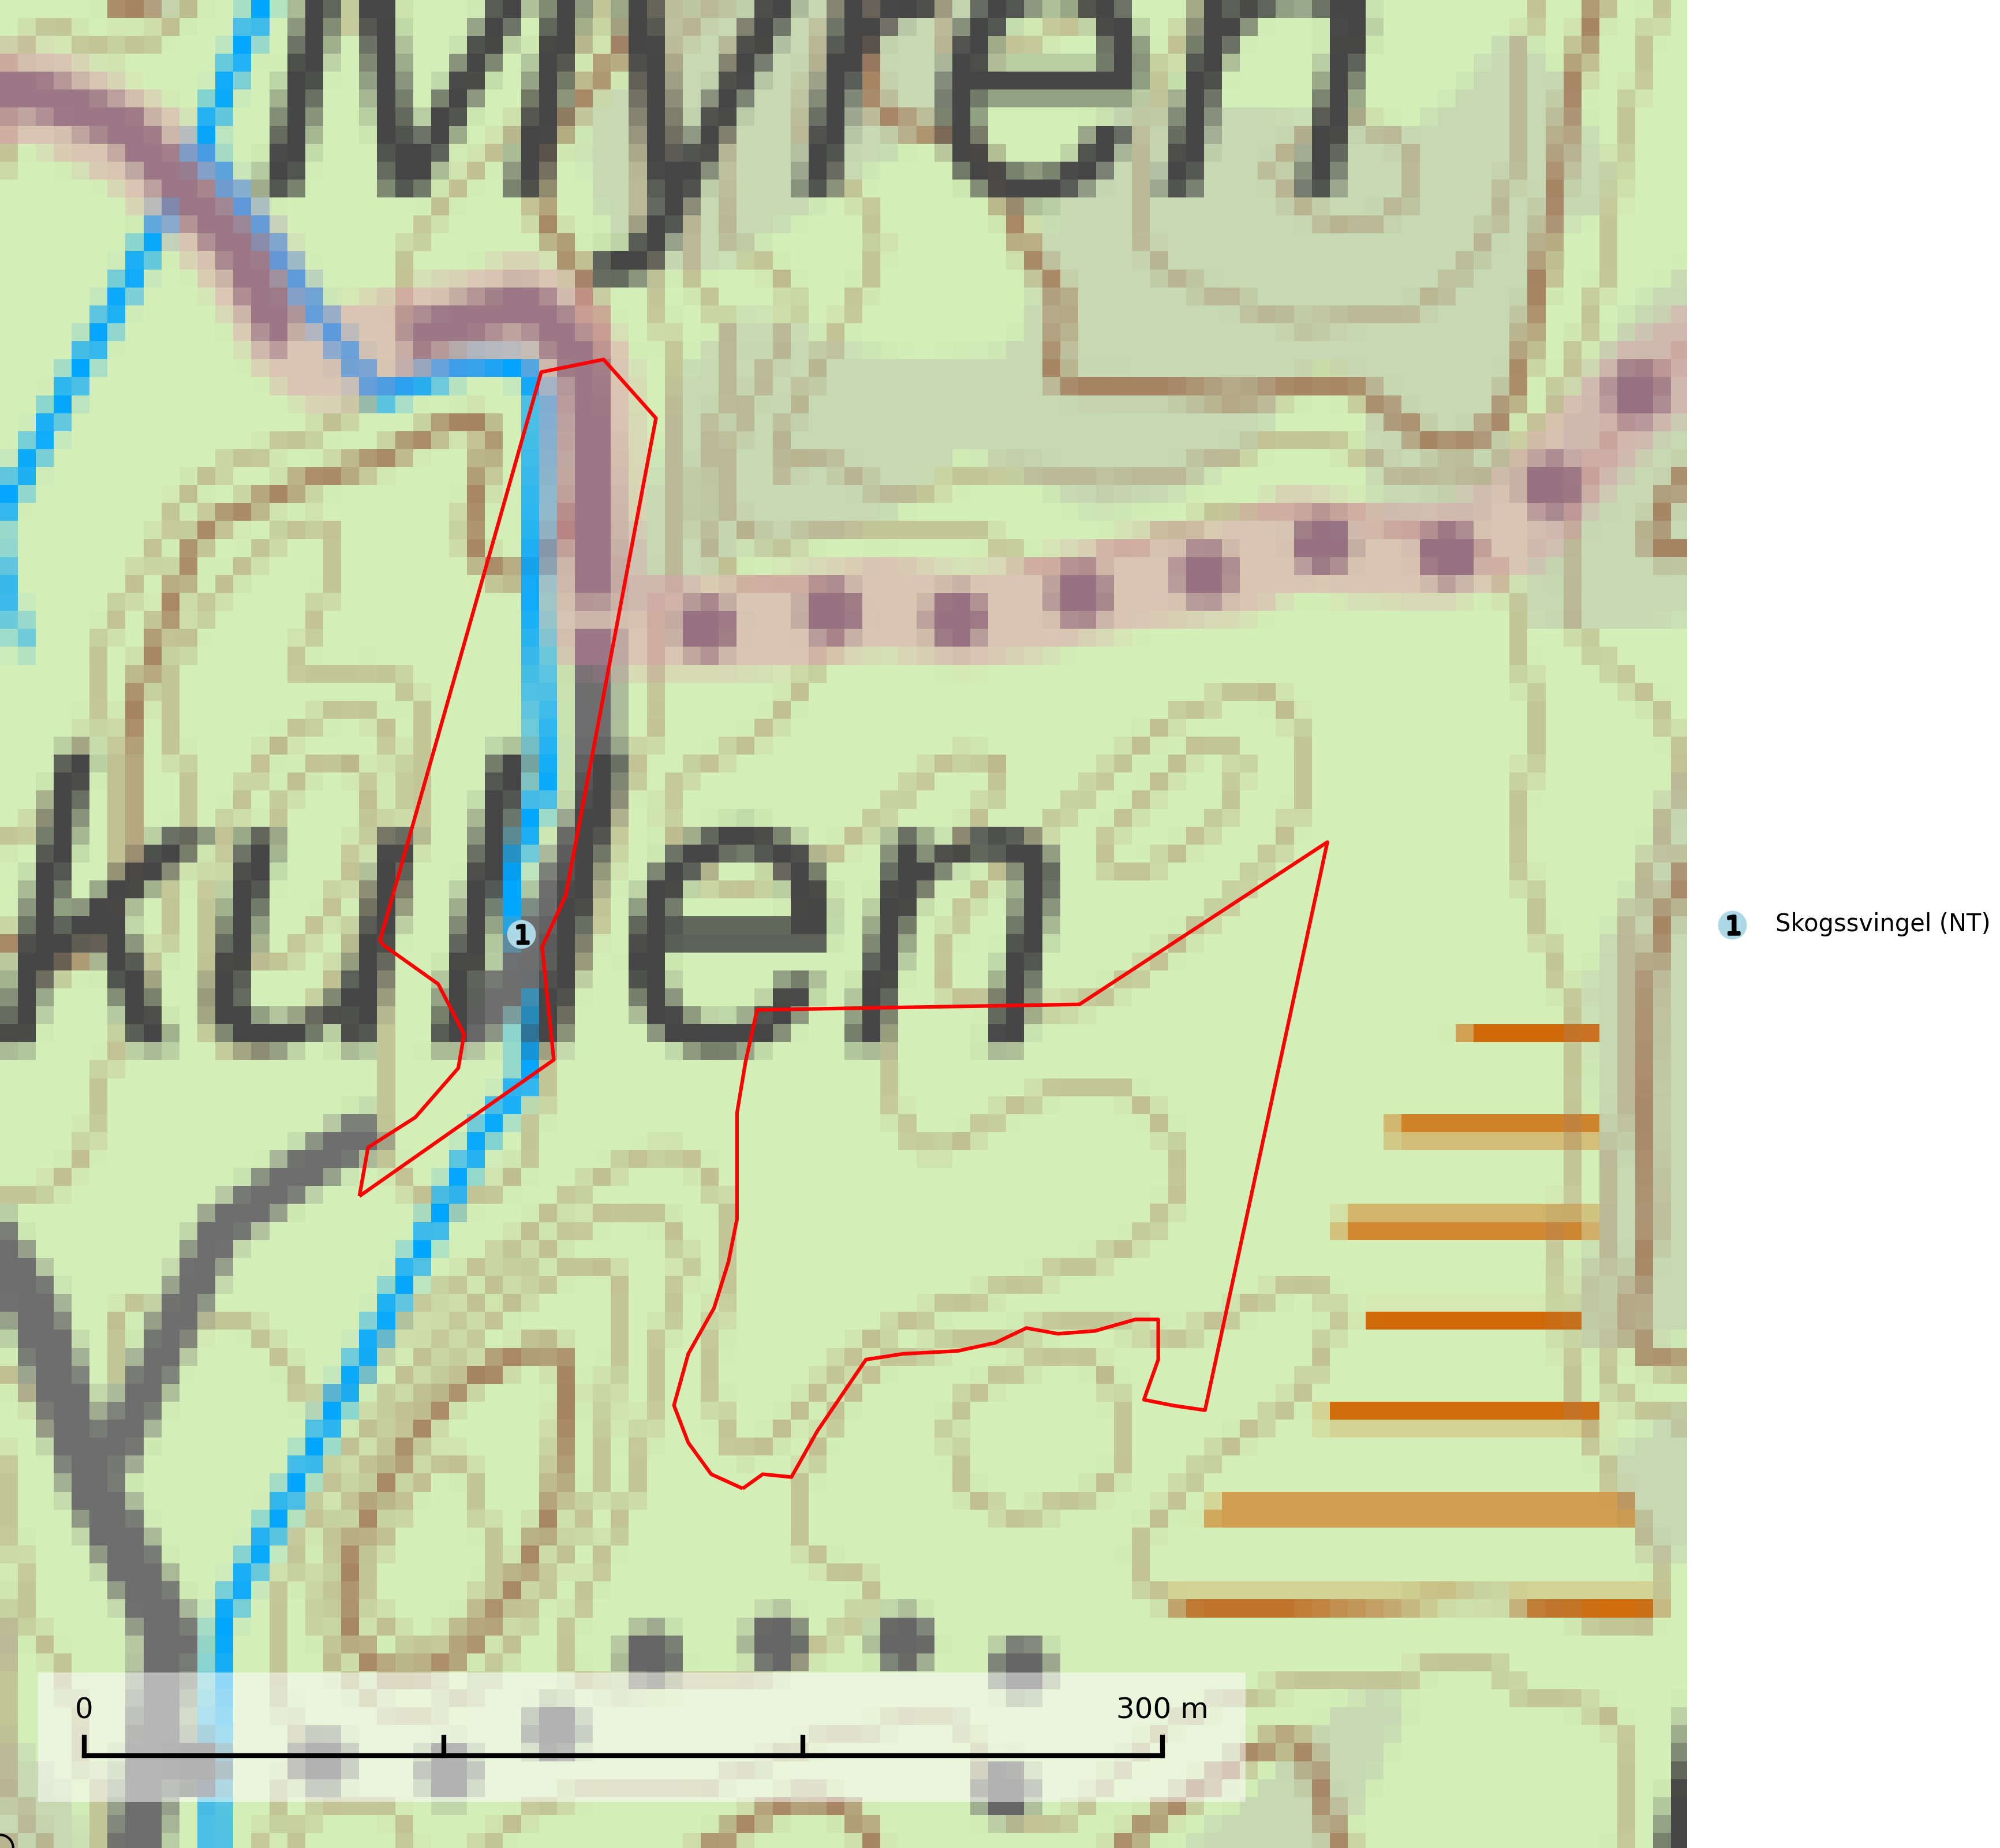 Myren
kullen
1
1 Skogssvingel (NT)
0 300 m